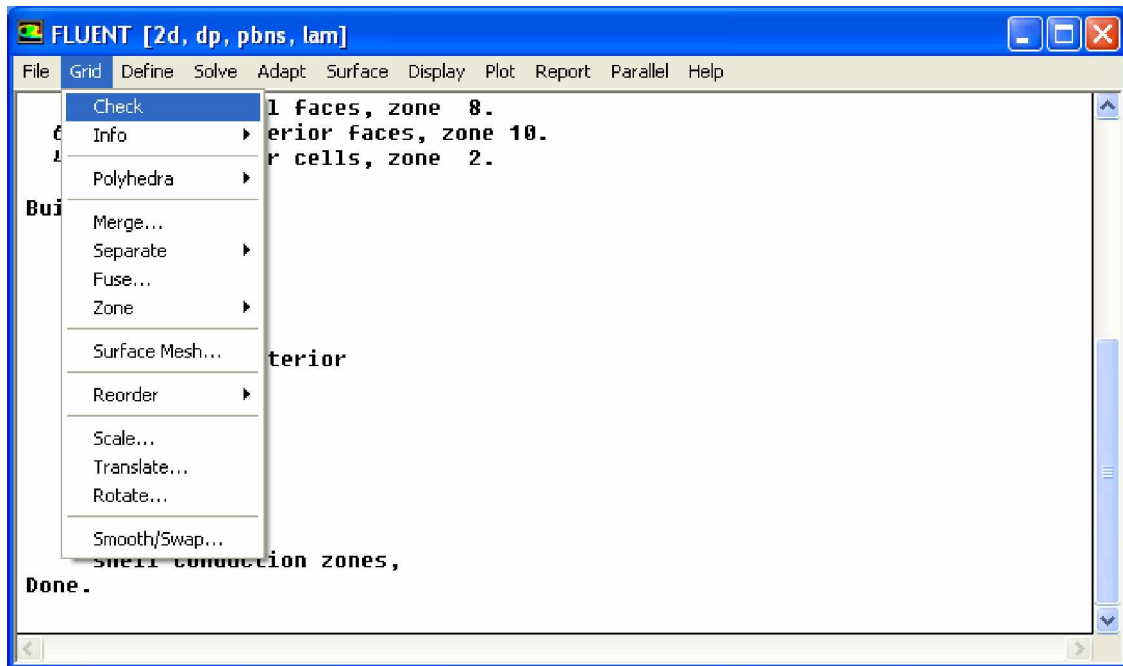 FLUENT [2d, dp, pbns, lam]
File Grid Define Solve Adapt Surface Display Plot Report Parallel Help
Check
l faces, zone 8.
Info
erior faces, zone 10.
r cells, zone 2.
Polyhedra
Bui
Merge...
Separate
Fuse...
Zone
Surface Mesh...
terior
Reorder
Scale...
Translate...
Rotate...
Smooth/Swap...
shell conduction zones,
Done.